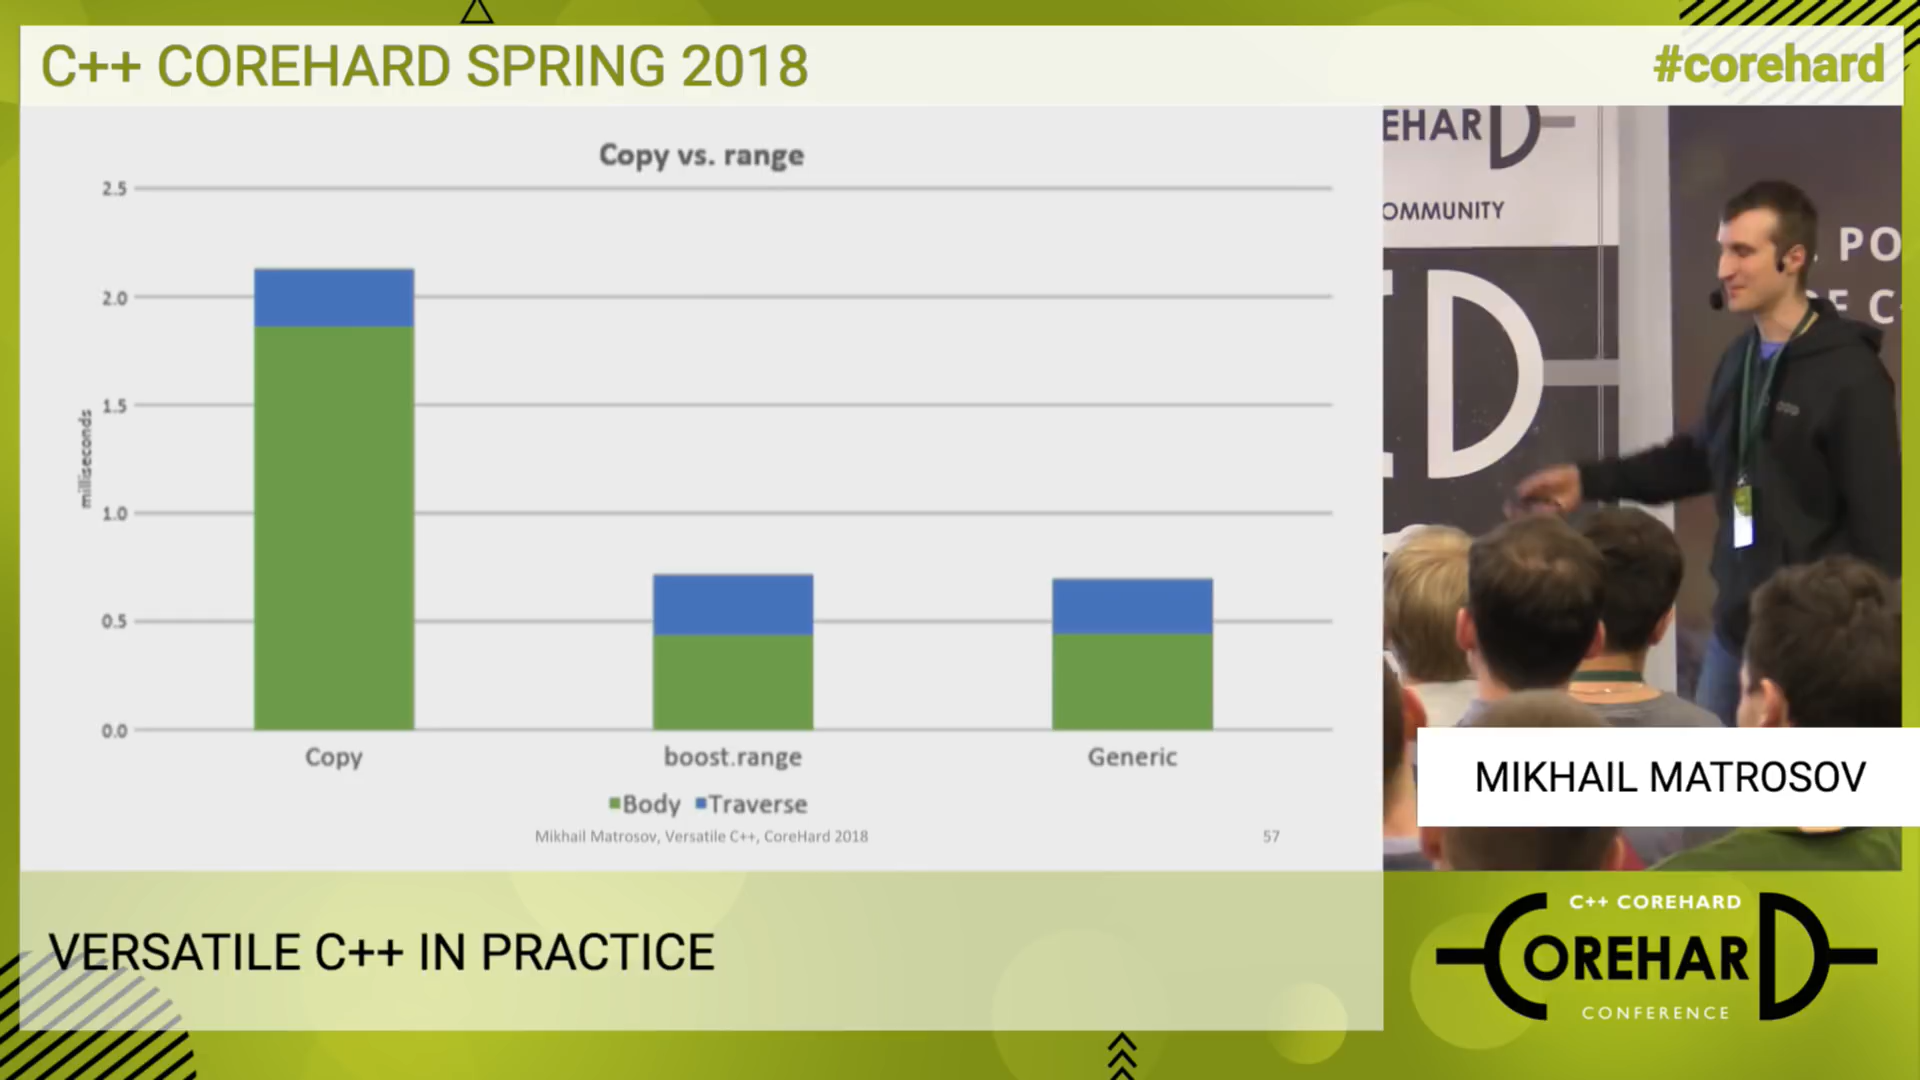 C++ COREHARD SPRING 2018
#corehard
Copy vs. range
2.5
2.0
1.5
1.0
0.5
0.0
milliseconds
Copy
boost.range
Generic
Body
Traverse
Mikhail Matrosov, Versatile C++, CoreHard 2018
57
EHARD
OMMUNITY
D
PO
OF C
MIKHAIL MATROSOV
VERSATILE C++ IN PRACTICE
C++ COREHARD
COREHARD
CONFERENCE